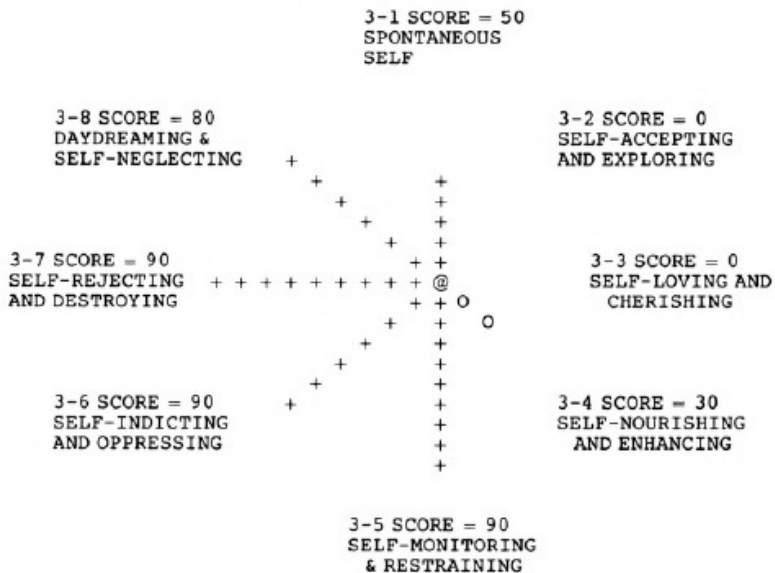 3-1 SCORE = 50
SPONTANEOUS
SELF
3-8 SCORE = 80
DAYDREAMING &
SELF-NEGLECTING
3-2 SCORE = 0
SELF-ACCEPTING
AND EXPLORING
3-7 SCORE = 90
SELF-REJECTING
AND DESTROYING
3-3 SCORE = 0
SELF-LOVING AND
CHERISHING
3-6 SCORE = 90
SELF-INDICTING
AND OPPRESSING
3-4 SCORE = 30
SELF-NOURISHING
AND ENHANCING
3-5 SCORE = 90
SELF-MONITORING
& RESTRAINING